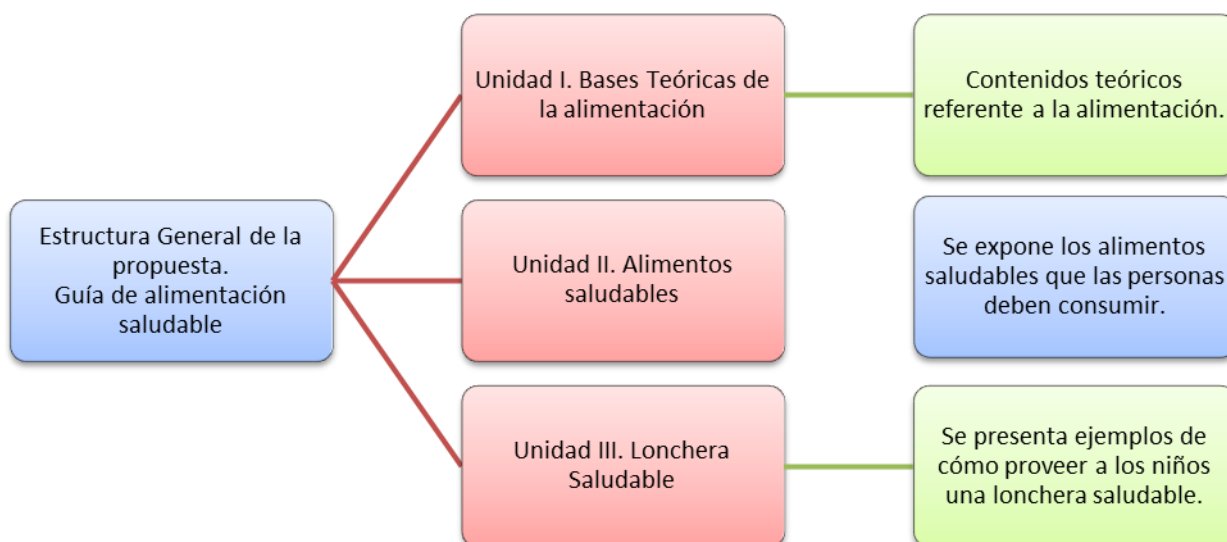 Estructura General de la
propuesta.
Guía de alimentación
saludable
Unidad I. Bases Teóricas de
la alimentación
Contenidos teóricos
referente a la alimentación.
Unidad II. Alimentos
saludables
Se expone los alimentos
saludables que las personas
deben consumir.
Unidad III. Lonchera
Saludable
Se presenta ejemplos de
cómo proveer a los niños
una lonchera saludable.